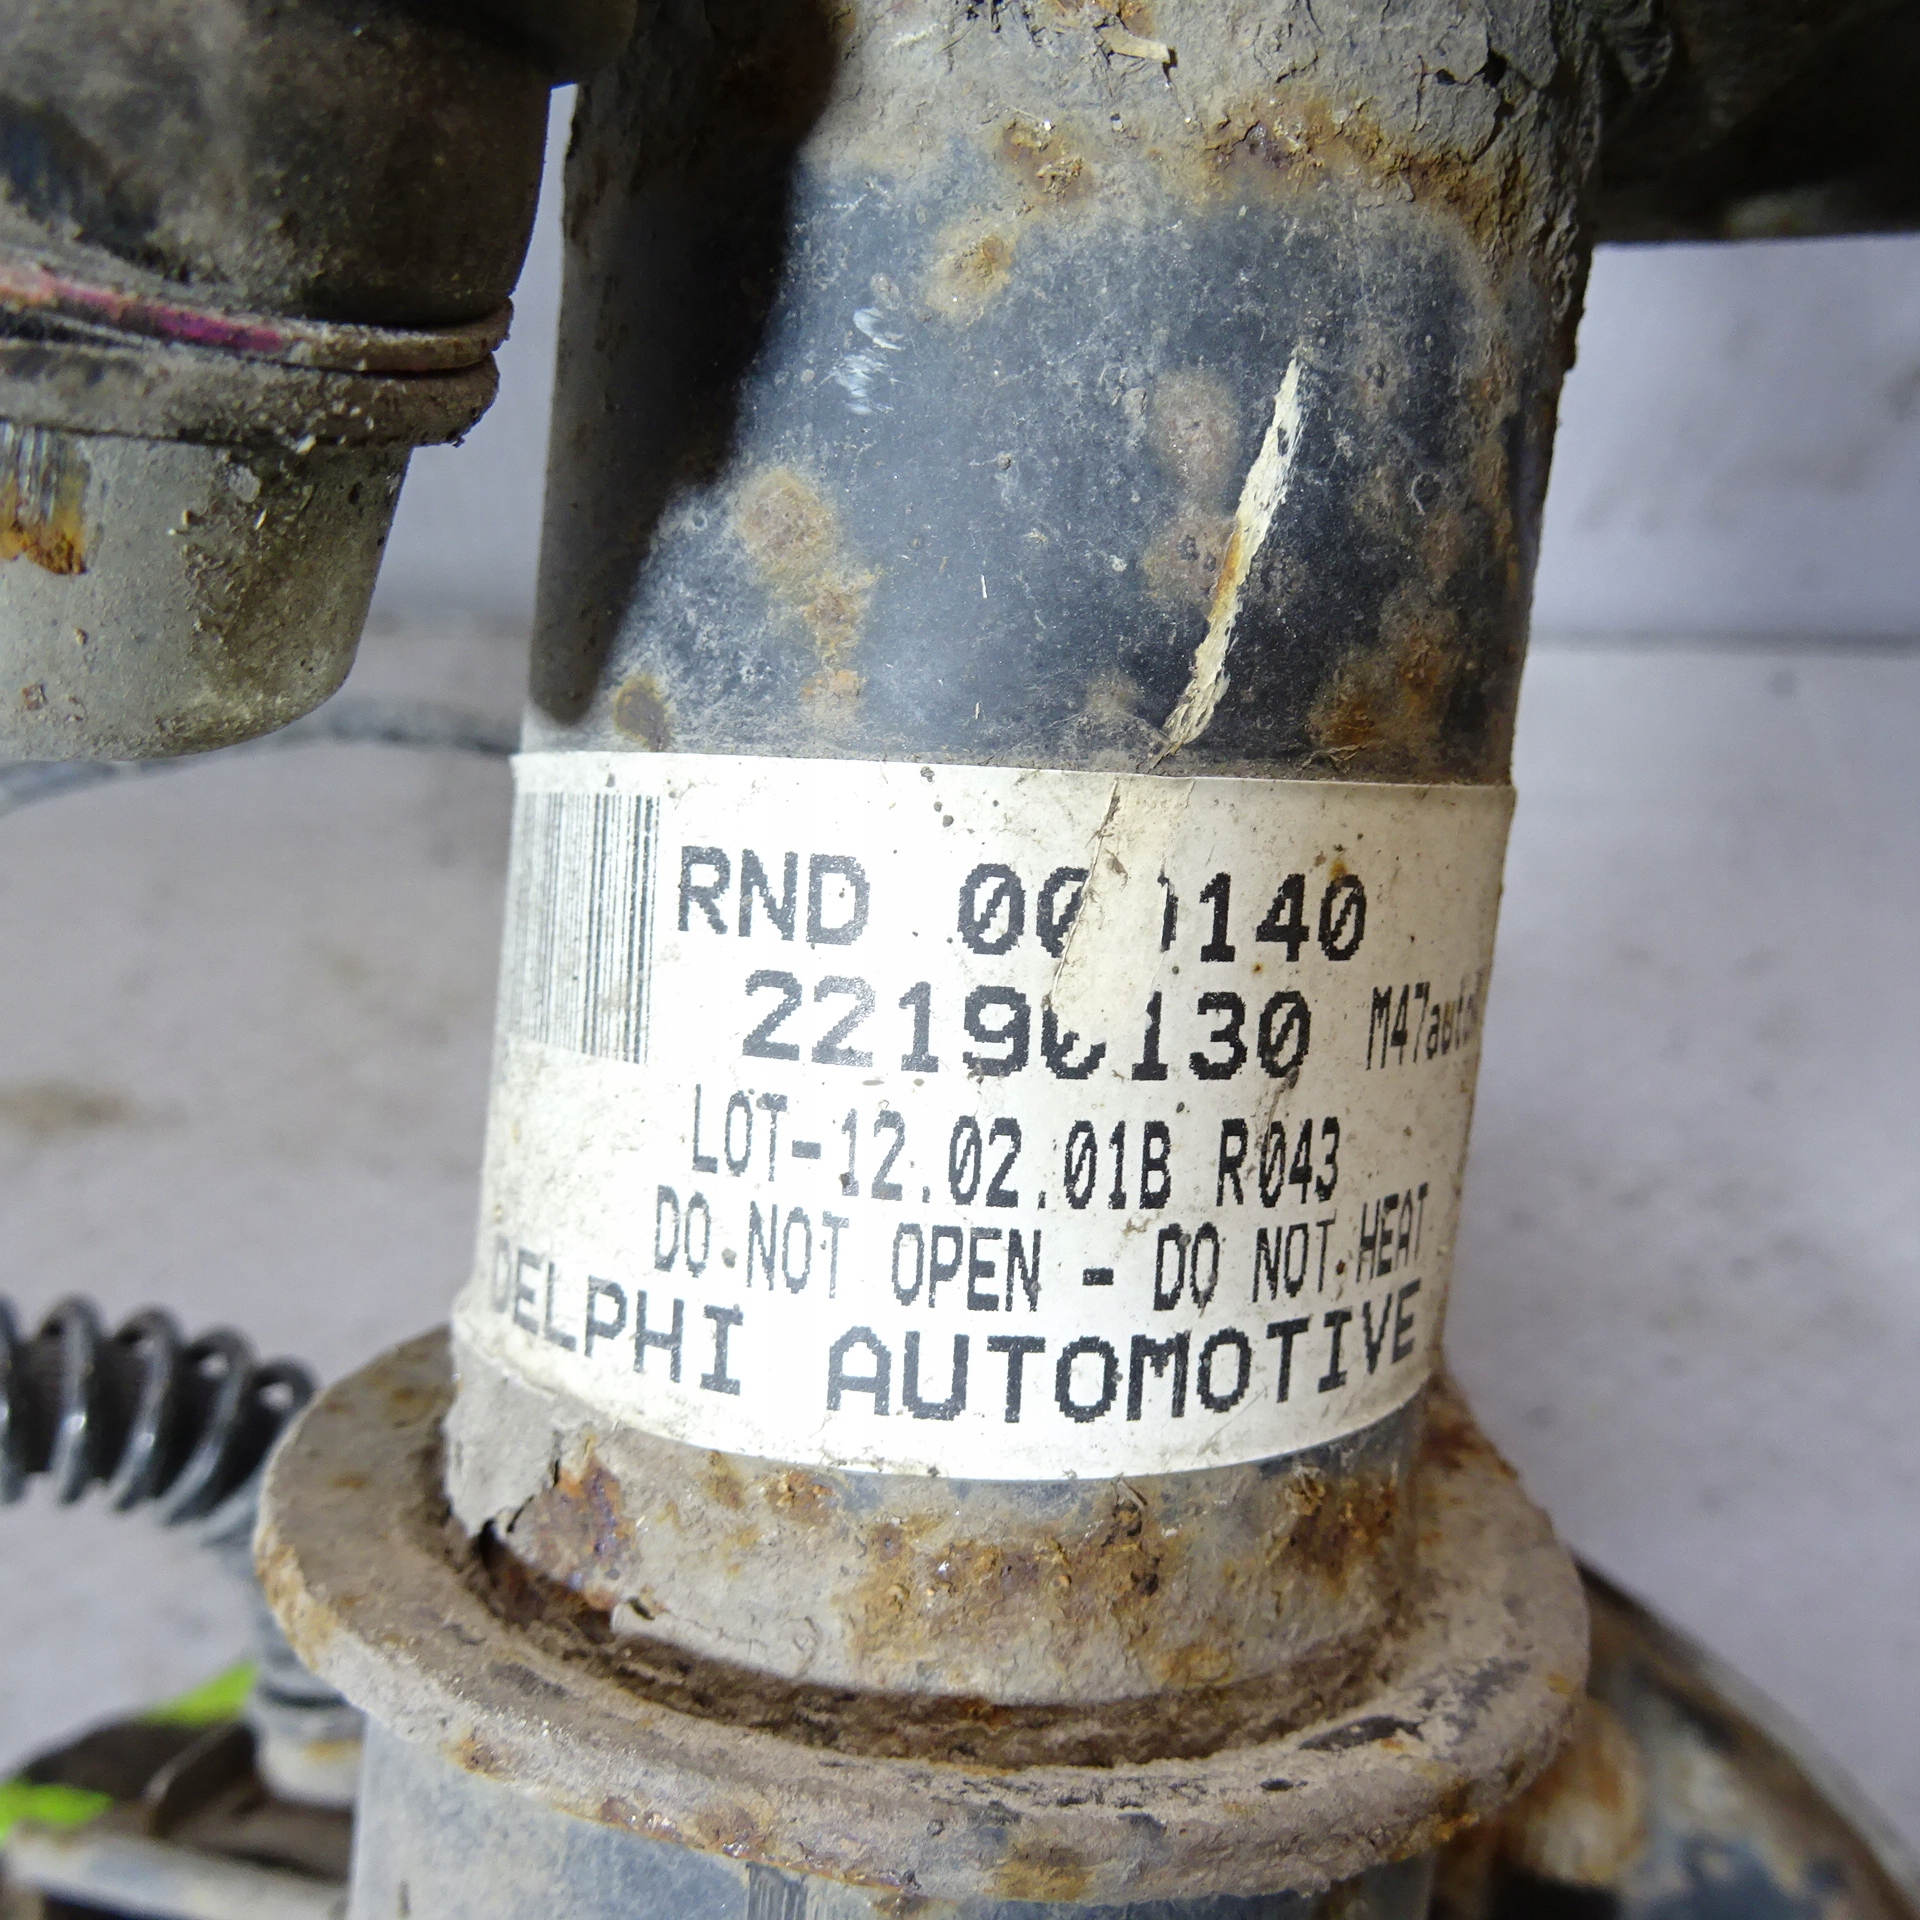 RND
22190130
LOT-12.02.01B R043
DO NOT OPEN - DO NOT HEAT
DELPHI AUTOMOTIVE